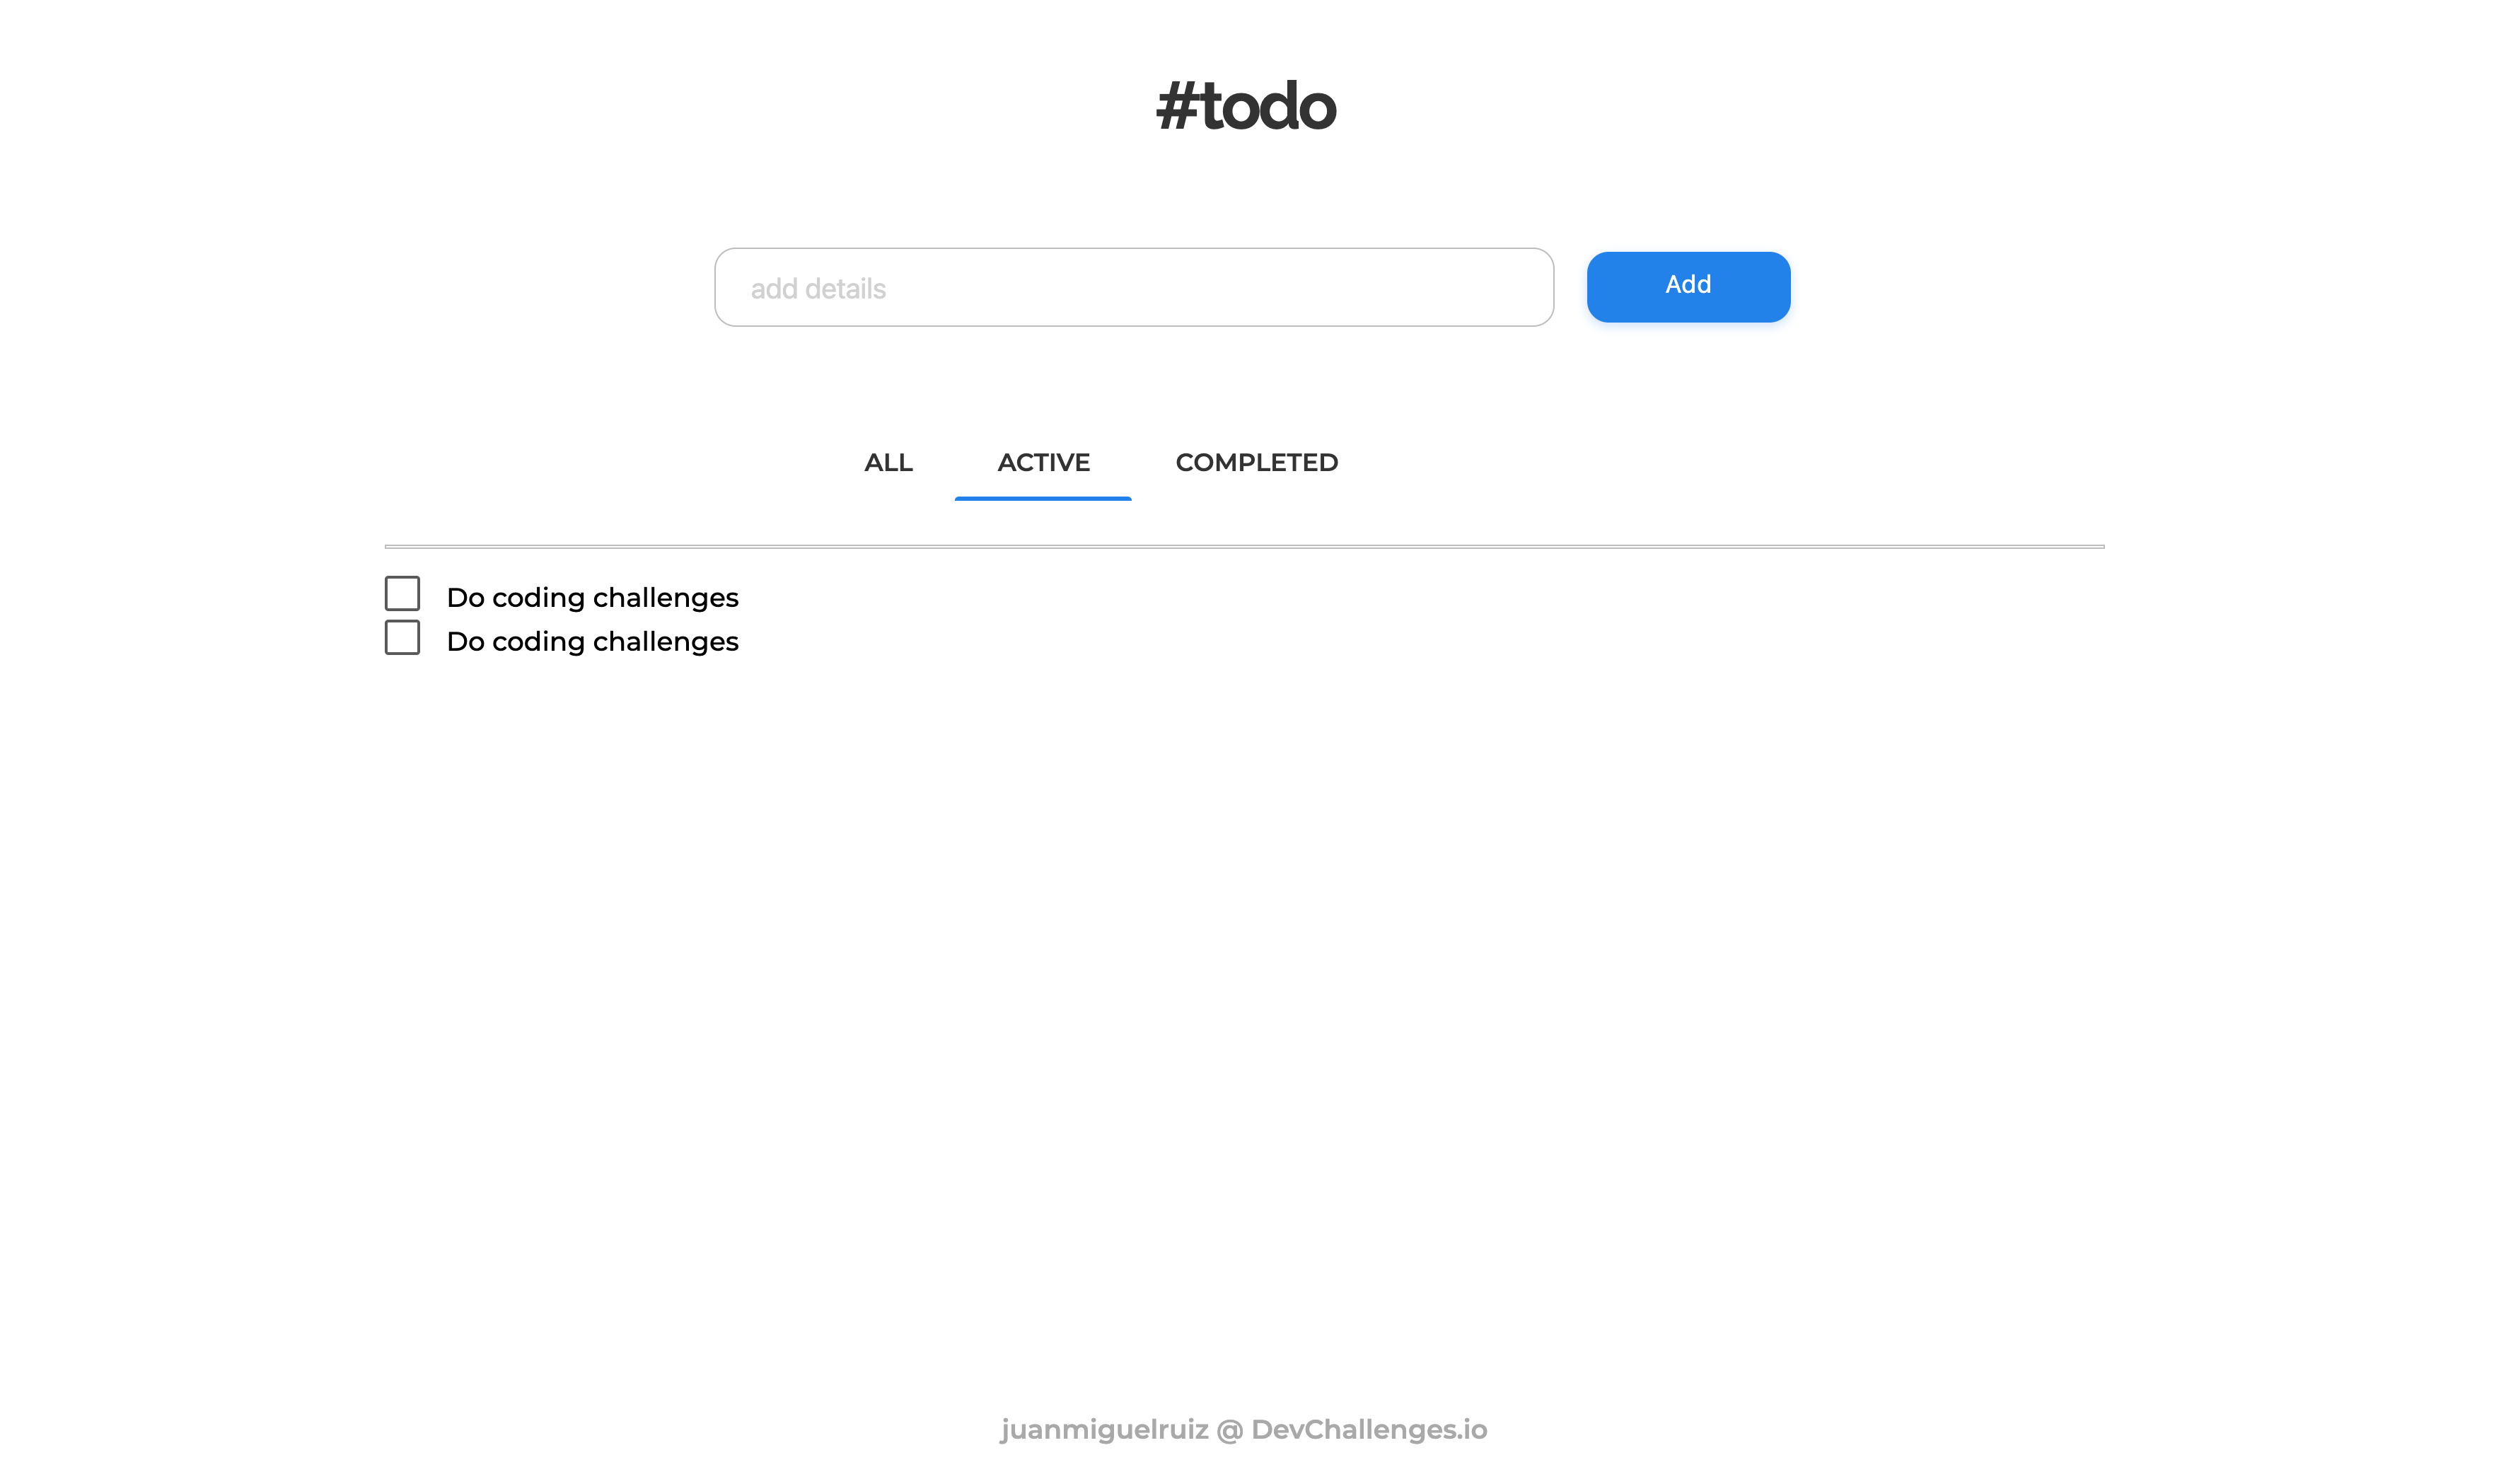 #todo
add details
Add
ALL ACTIVE COMPLETED
Do coding challenges
Do coding challenges
juanmiguelruiz @ DevChallenges.io